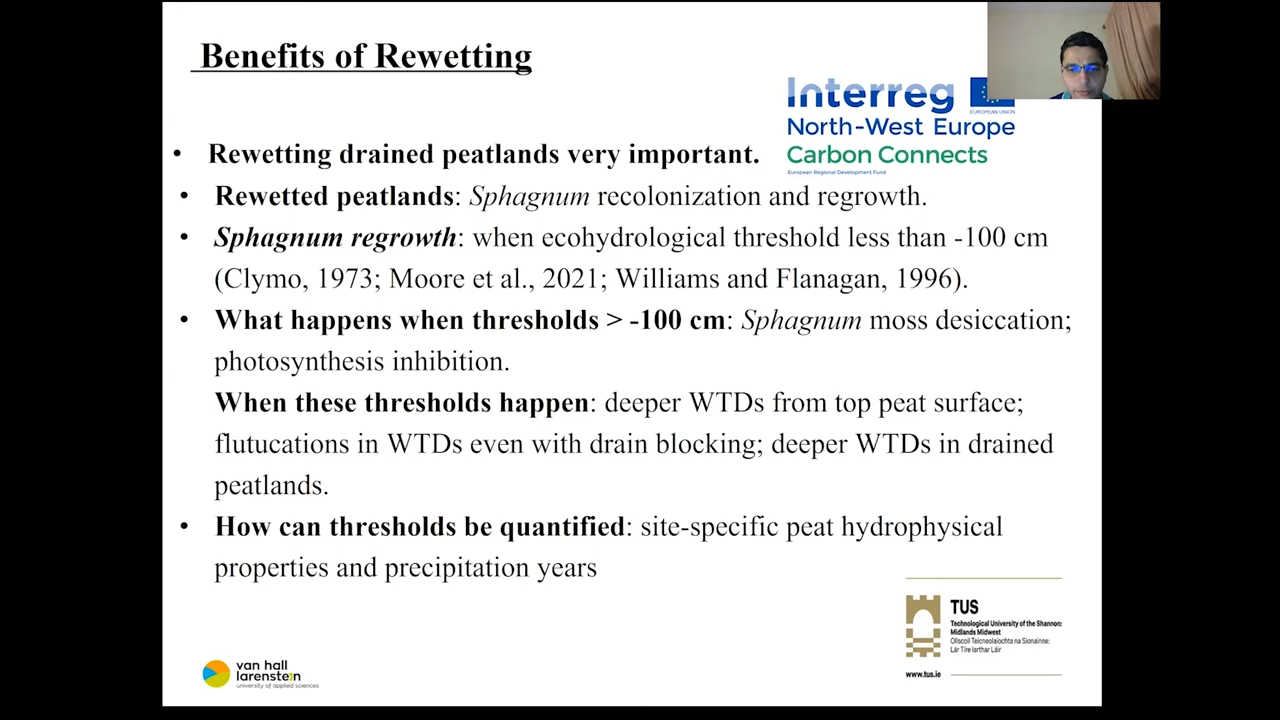 Benefits of Rewetting
Interreg
EUROPEAN UNION
North-West Europe
Carbon Connects
European Regional Development Fund
• Rewetting drained peatlands very important.
• Rewetted peatlands: Sphagnum recolonization and regrowth.
• Sphagnum regrowth: when ecohydrological threshold less than -100 cm
(Clymo, 1973; Moore et al., 2021; Williams and Flanagan, 1996).
• What happens when thresholds > -100 cm: Sphagnum moss desiccation;
photosynthesis inhibition.
When these thresholds happen: deeper WTDs from top peat surface;
flutucations in WTDs even with drain blocking; deeper WTDs in drained
peatlands.
• How can thresholds be quantified: site-specific peat hydrophysical
properties and precipitation years
TUS
Technological University of the Shannon:
Midlands Midwest
Ollscoil Teicneolaíochta na Sionainne:
Lár Tíre Iarthar Láir
www.tus.ie
van hall
larenstein
university of applied sciences